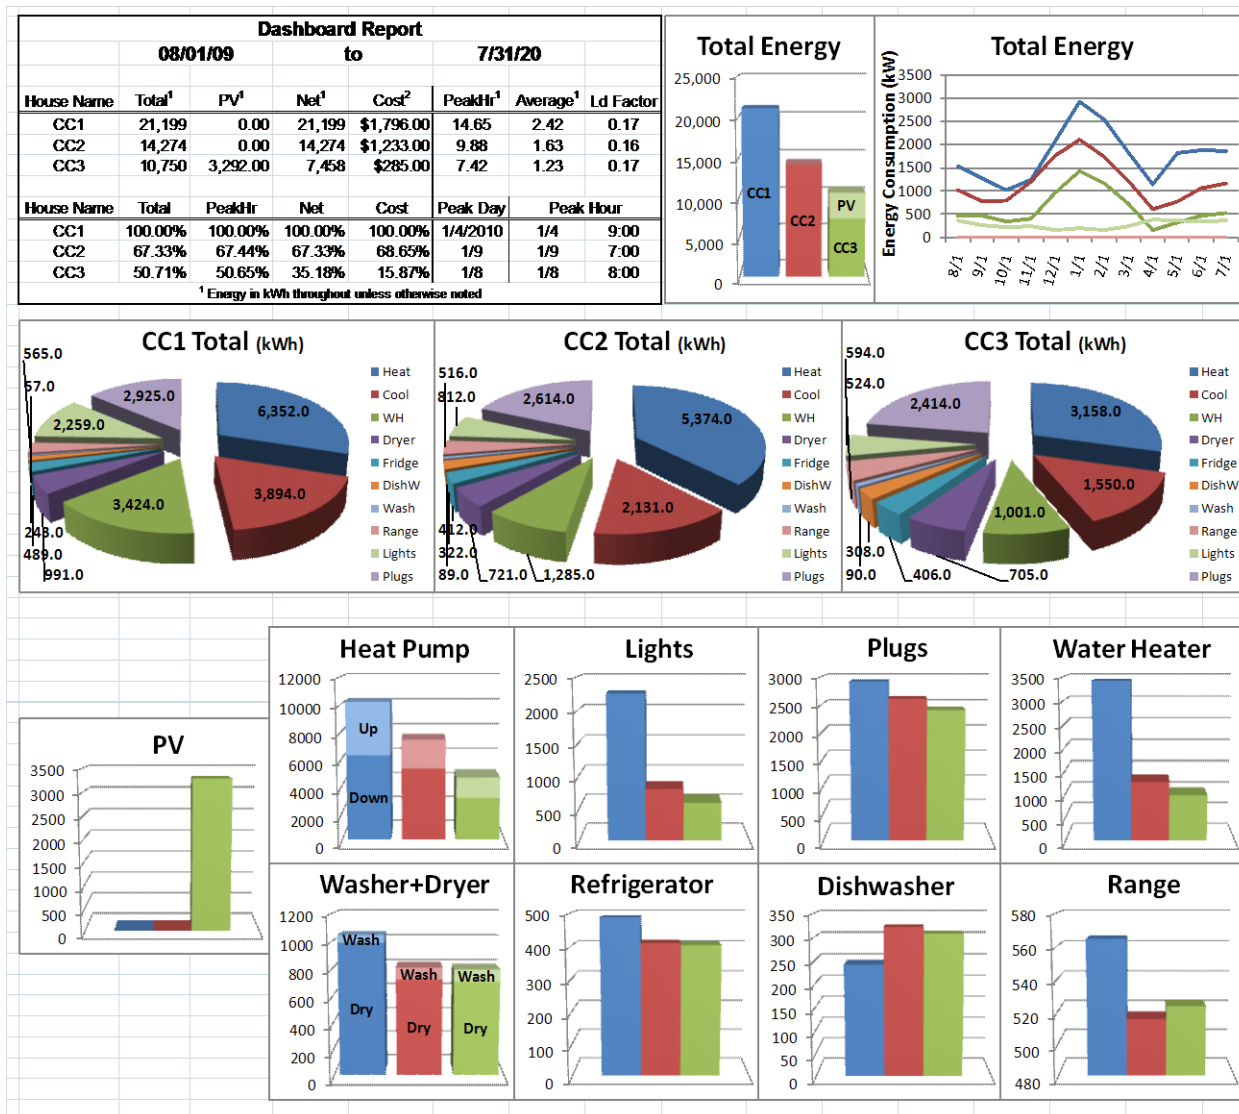 Dashboard Report
08/01/09 to 7/31/20
House Name Total¹ PV¹ Net¹ Cost² PeakHr¹ Average¹ Ld Factor
CC1 21,199 0.00 21,199 $1,796.00 14.65 2.42 0.17
CC2 14,274 0.00 14,274 $1,233.00 9.88 1.63 0.16
CC3 10,750 3,292.00 7,458 $285.00 7.42 1.23 0.17
House Name Total PeakHr Net Cost Peak Day Peak Hour
CC1 100.00% 100.00% 100.00% 100.00% 1/4/2010 1/4 9:00
CC2 67.33% 67.44% 67.33% 68.65% 1/9 1/9 7:00
CC3 50.71% 50.65% 35.18% 15.87% 1/8 1/8 8:00
¹ Energy in kWh throughout unless otherwise noted
Total Energy
25,000
20,000
15,000
10,000
5,000
0
CC1
CC2
PV
CC3
Total Energy
Energy Consumption (kW)
3500
3000
2500
2000
1500
1000
500
0
8/1 9/1 10/1 11/1 12/1 1/1 2/1 3/1 4/1 5/1 6/1 7/1
CC1 Total (kWh)
565.0
57.0
2,925.0
6,352.0
2,259.0
3,424.0
3,894.0
243.0
489.0
991.0
Heat
Cool
WH
Dryer
Fridge
DishW
Wash
Range
Lights
Plugs
CC2 Total (kWh)
516.0
812.0
2,614.0
5,374.0
2,131.0
412.0
322.0
89.0
721.0
1,285.0
Heat
Cool
WH
Dryer
Fridge
DishW
Wash
Range
Lights
Plugs
CC3 Total (kWh)
594.0
524.0
2,414.0
3,158.0
1,550.0
1,001.0
308.0
90.0
406.0
705.0
Heat
Cool
WH
Dryer
Fridge
DishW
Wash
Range
Lights
Plugs
PV
3500
3000
2500
2000
1500
1000
500
0
Heat Pump
12000
10000
8000
6000
4000
2000
0
Up
Down
Lights
2500
2000
1500
1000
500
0
Plugs
3000
2500
2000
1500
1000
500
0
Water Heater
3500
3000
2500
2000
1500
1000
500
0
Washer+Dryer
1200
1000
800
600
400
200
0
Wash
Wash
Wash
Dry
Dry
Dry
Refrigerator
500
400
300
200
100
0
Dishwasher
350
300
250
200
150
100
50
0
Range
580
560
540
520
500
480